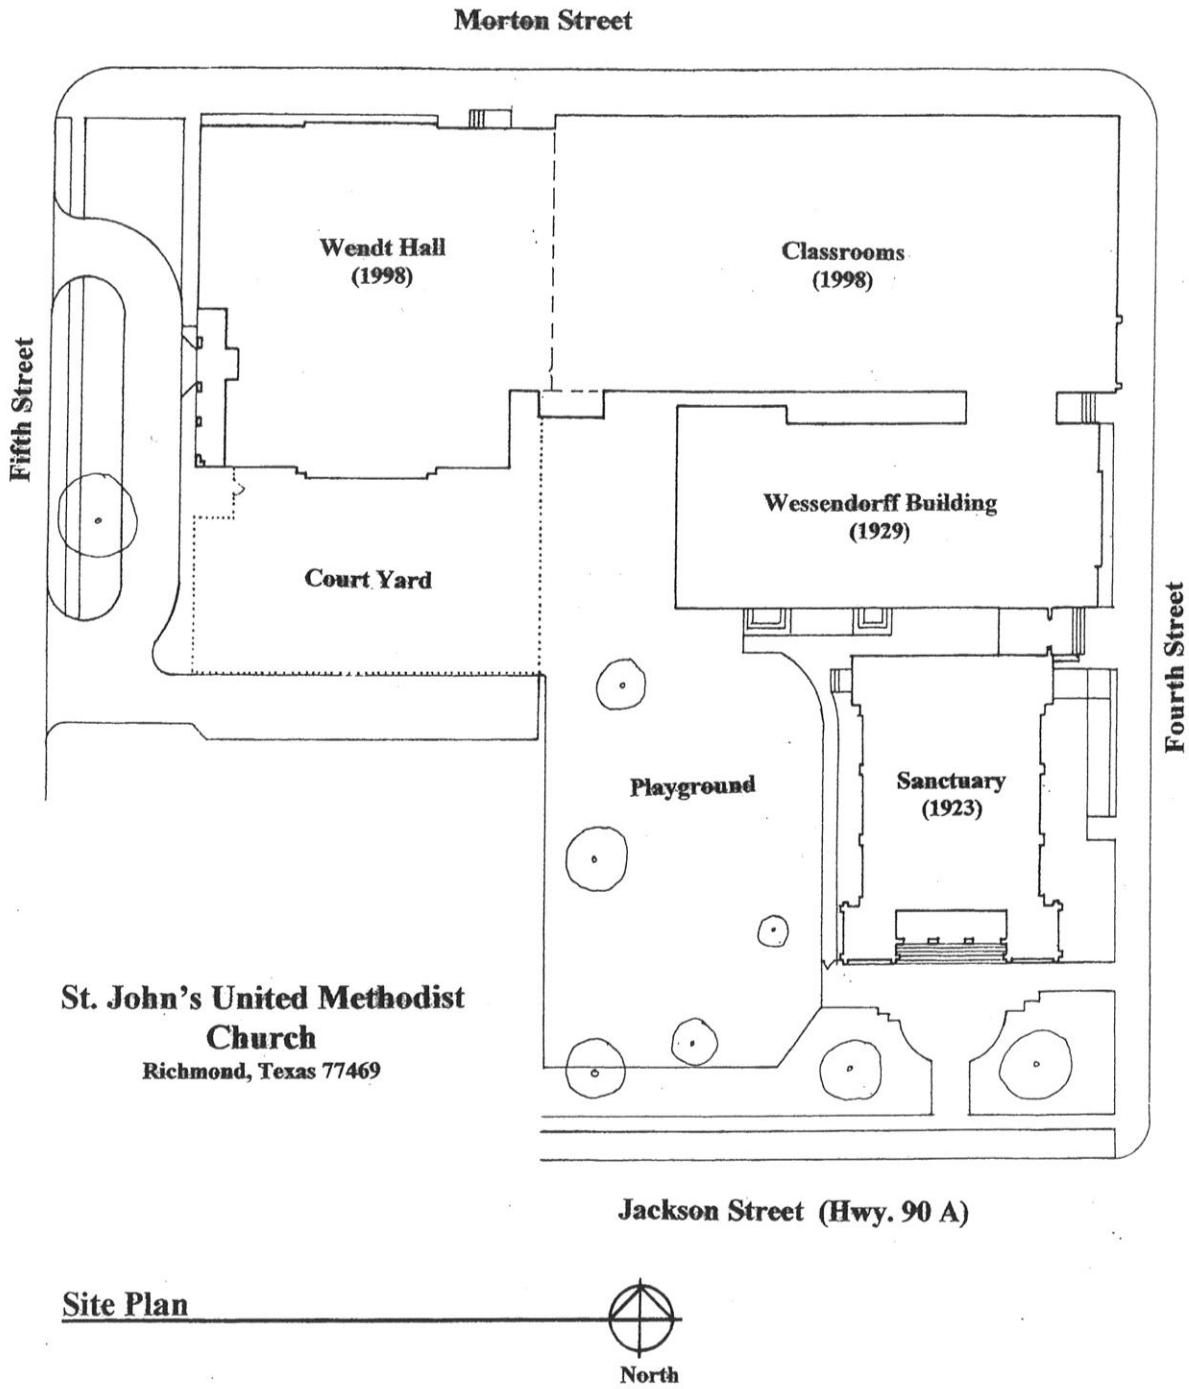 Morton Street
Wendt Hall
(1998)
Classrooms
(1998)
Fifth Street
Wessendorff Building
(1929)
Court Yard
Fourth Street
Playground
Sanctuary
(1923)
St. John's United Methodist
Church
Richmond, Texas 77469
Jackson Street (Hwy. 90 A)
Site Plan
North